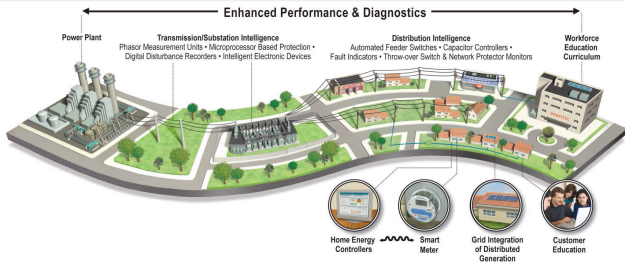 Enhanced Performance & Diagnostics
Power Plant
Transmission/Substation Intelligence
Phasor Measurement Units • Microprocessor Based Protection •
Digital Disturbance Recorders • Intelligent Electronic Devices
Distribution Intelligence
Automated Feeder Switches • Capacitor Controllers •
Fault Indicators • Throw-over Switch & Network Protector Monitors
Workforce
Education
Curriculum
HOSPITAL
Home Energy
Controllers
Smart
Meter
Grid Integration
of Distributed
Generation
Customer
Education